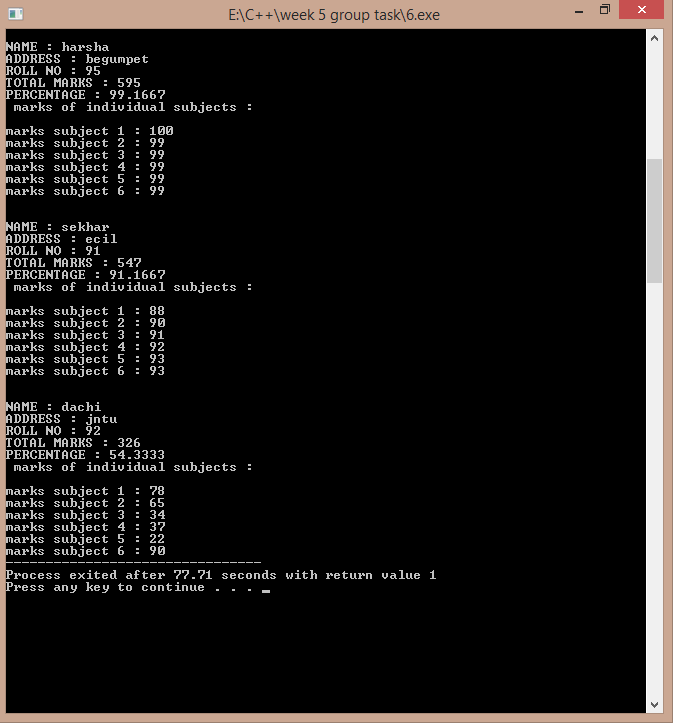 E:\C++\week 5 group task\6.exe
NAME : harsha
ADDRESS : begumpet
ROLL NO : 95
TOTAL MARKS : 595
PERCENTAGE : 99.1667
marks of individual subjects :
marks subject 1 : 100
marks subject 2 : 99
marks subject 3 : 99
marks subject 4 : 99
marks subject 5 : 99
marks subject 6 : 99
NAME : sekhar
ADDRESS : ecil
ROLL NO : 91
TOTAL MARKS : 547
PERCENTAGE : 91.1667
marks of individual subjects :
marks subject 1 : 88
marks subject 2 : 90
marks subject 3 : 91
marks subject 4 : 92
marks subject 5 : 93
marks subject 6 : 93
NAME : dachi
ADDRESS : jntu
ROLL NO : 92
TOTAL MARKS : 326
PERCENTAGE : 54.3333
marks of individual subjects :
marks subject 1 : 78
marks subject 2 : 65
marks subject 3 : 34
marks subject 4 : 37
marks subject 5 : 22
marks subject 6 : 90
--------------------------------
Process exited after 77.71 seconds with return value 1
Press any key to continue . . . _